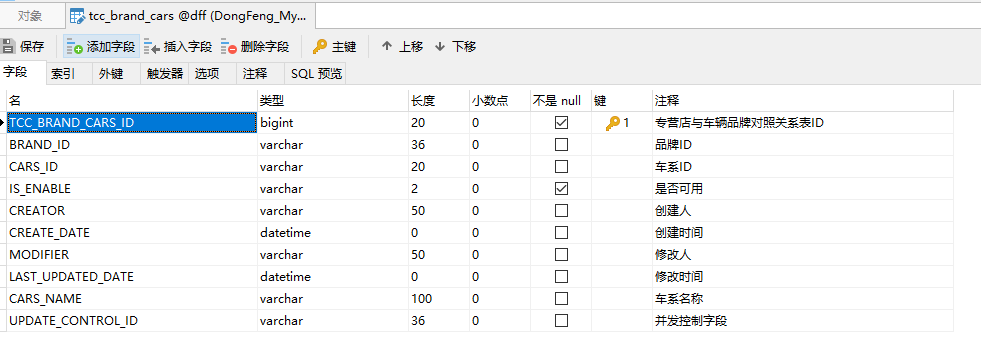 对象 tcc_brand_cars @dff (DongFeng_My...
保存 添加字段 插入字段 删除字段 主键 上移 下移
字段 索引 外键 触发器 选项 注释 SQL 预览
名 类型 长度 小数点 不是 null 键 注释
TCC_BRAND_CARS_ID bigint 20 0 1 专营店与车辆品牌对照关系表ID
BRAND_ID varchar 36 0 品牌ID
CARS_ID varchar 20 0 车系ID
IS_ENABLE varchar 2 0 是否可用
CREATOR varchar 50 0 创建人
CREATE_DATE datetime 0 0 创建时间
MODIFIER varchar 50 0 修改人
LAST_UPDATED_DATE datetime 0 0 修改时间
CARS_NAME varchar 100 0 车系名称
UPDATE_CONTROL_ID varchar 36 0 并发控制字段